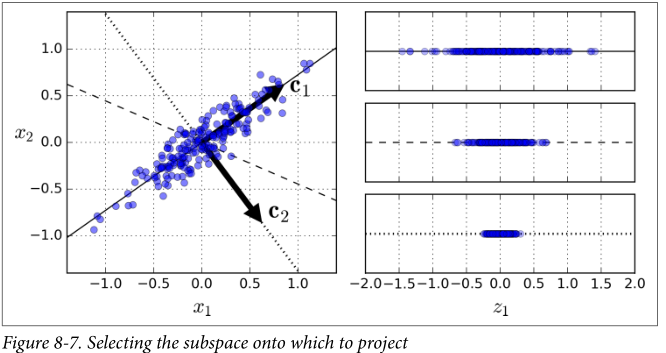 1.0
0.5
0.0
−0.5
−1.0
x₂
c₁
c₂
−1.0 −0.5 0.0 0.5 1.0
x₁
−2.0 −1.5 −1.0 −0.5 0.0 0.5 1.0 1.5 2.0
z₁
Figure 8-7. Selecting the subspace onto which to project